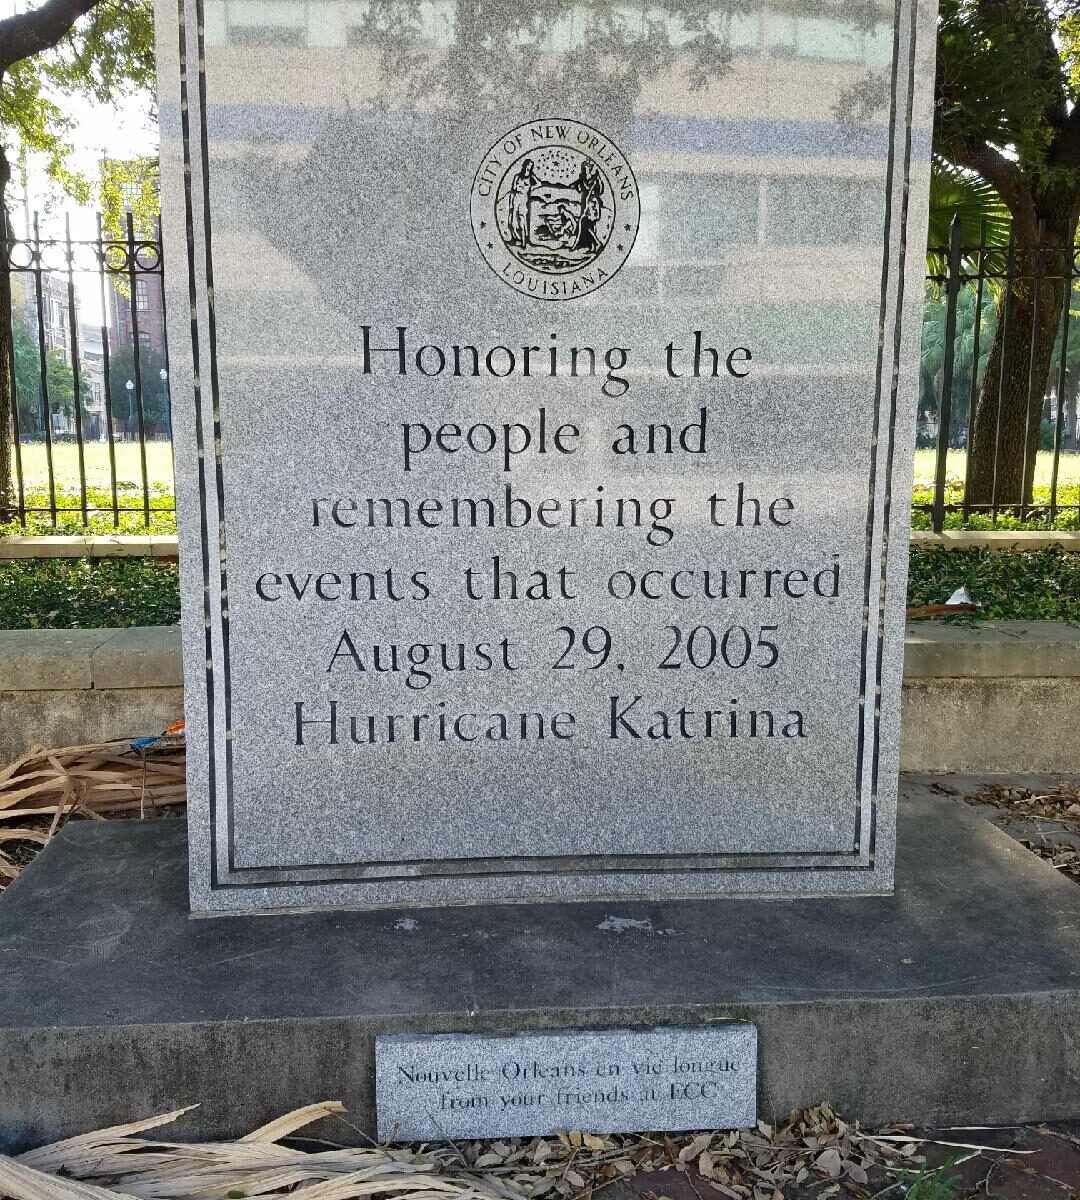 CITY OF NEW ORLEANS
LOUISIANA
Honoring the
people and
remembering the
events that occurred
August 29, 2005
Hurricane Katrina
Nouvelle Orleans en vie longue
from your friends at ECC